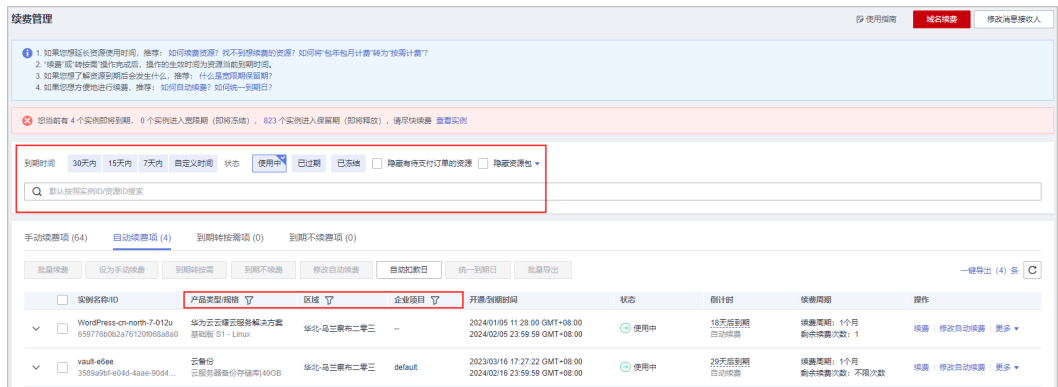 续费管理
使用指南
域名续费
修改消息接收人
1. 如果您想延长资源使用时间，推荐： 如何续费资源？找不到想续费的资源？如何将"包年包月计费"转为"按需计费"？
2. "续费"或"转按需"操作完成后，操作的生效时间为资源当前到期时间。
3. 如果您想了解资源到期后会发生什么，推荐： 什么是宽限期保留期？
4. 如果您想方便地进行续费，推荐： 如何自动续费？如何统一到期日？
您当前有 4 个实例即将到期， 0 个实例进入宽限期（即将冻结）， 823 个实例进入保留期（即将释放），请尽快续费 查看实例
到期时间 30天内 15天内 7天内 自定义时间 状态 使用中 已过期 已冻结 隐藏有待支付订单的资源 隐藏资源包
默认按照实例ID/资源ID搜索
手动续费项 (64) 自动续费项 (4) 到期转按需项 (0) 到期不续费项 (0)
批量续费 设为手动续费 到期转按需 到期不续费 修改自动续费 自动扣款日 统一到期日 批量导出 一键导出（4）条
实例名称/ID 产品类型/规格 区域 企业项目 开通/到期时间 状态 倒计时 续费周期 操作
WordPress-cn-north-7-012u 华为云云耀云服务解决方案 华北-乌兰察布二零三 -- 2024/01/05 11:28:00 GMT+08:00 使用中 18天后到期 续费周期：1个月 续费 修改自动续费 更多
659776b0b2a76120f068a8a0 基础版 S1 - Linux 2024/02/05 23:59:59 GMT+08:00 自动续费 剩余续费次数：1
vault-e6ee 云备份 华北-乌兰察布二零三 default 2023/03/16 17:27:22 GMT+08:00 使用中 29天后到期 续费周期：1个月 续费 修改自动续费 更多
3589a9bf-e04d-4aae-90d4... 云服务器备份存储库|40GB 2024/02/16 23:59:59 GMT+08:00 自动续费 剩余续费次数：不限次数